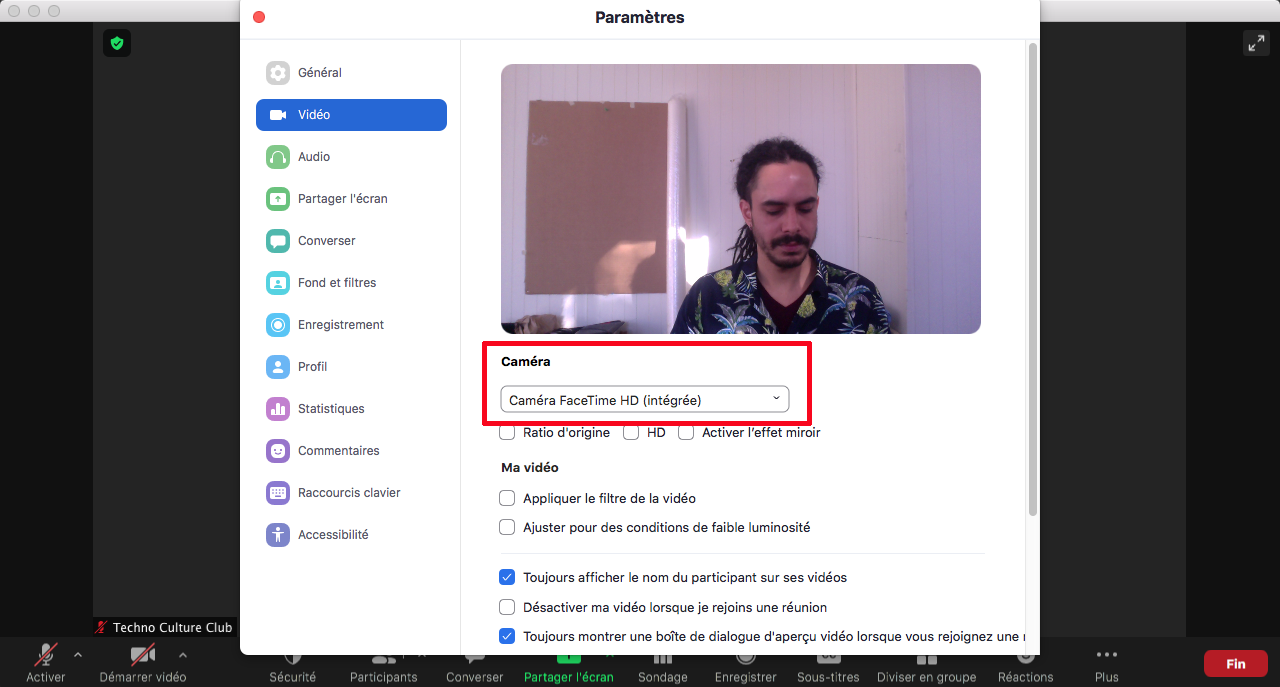 Paramètres
Général
Vidéo
Audio
Partager l'écran
Converser
Fond et filtres
Enregistrement
Profil
Statistiques
Commentaires
Raccourcis clavier
Accessibilité
Caméra
Caméra FaceTime HD (intégrée)
Ratio d'origine HD Activer l'effet miroir
Ma vidéo
Appliquer le filtre de la vidéo
Ajuster pour des conditions de faible luminosité
Toujours afficher le nom du participant sur ses vidéos
Désactiver ma vidéo lorsque je rejoins une réunion
Toujours montrer une boîte de dialogue d'aperçu vidéo lorsque vous rejoignez une
Techno Culture Club
Activer Démarrer vidéo Sécurité Participants Converser Partager l'écran Sondage Enregistrer Sous-titres Diviser en groupe Réactions Plus Fin